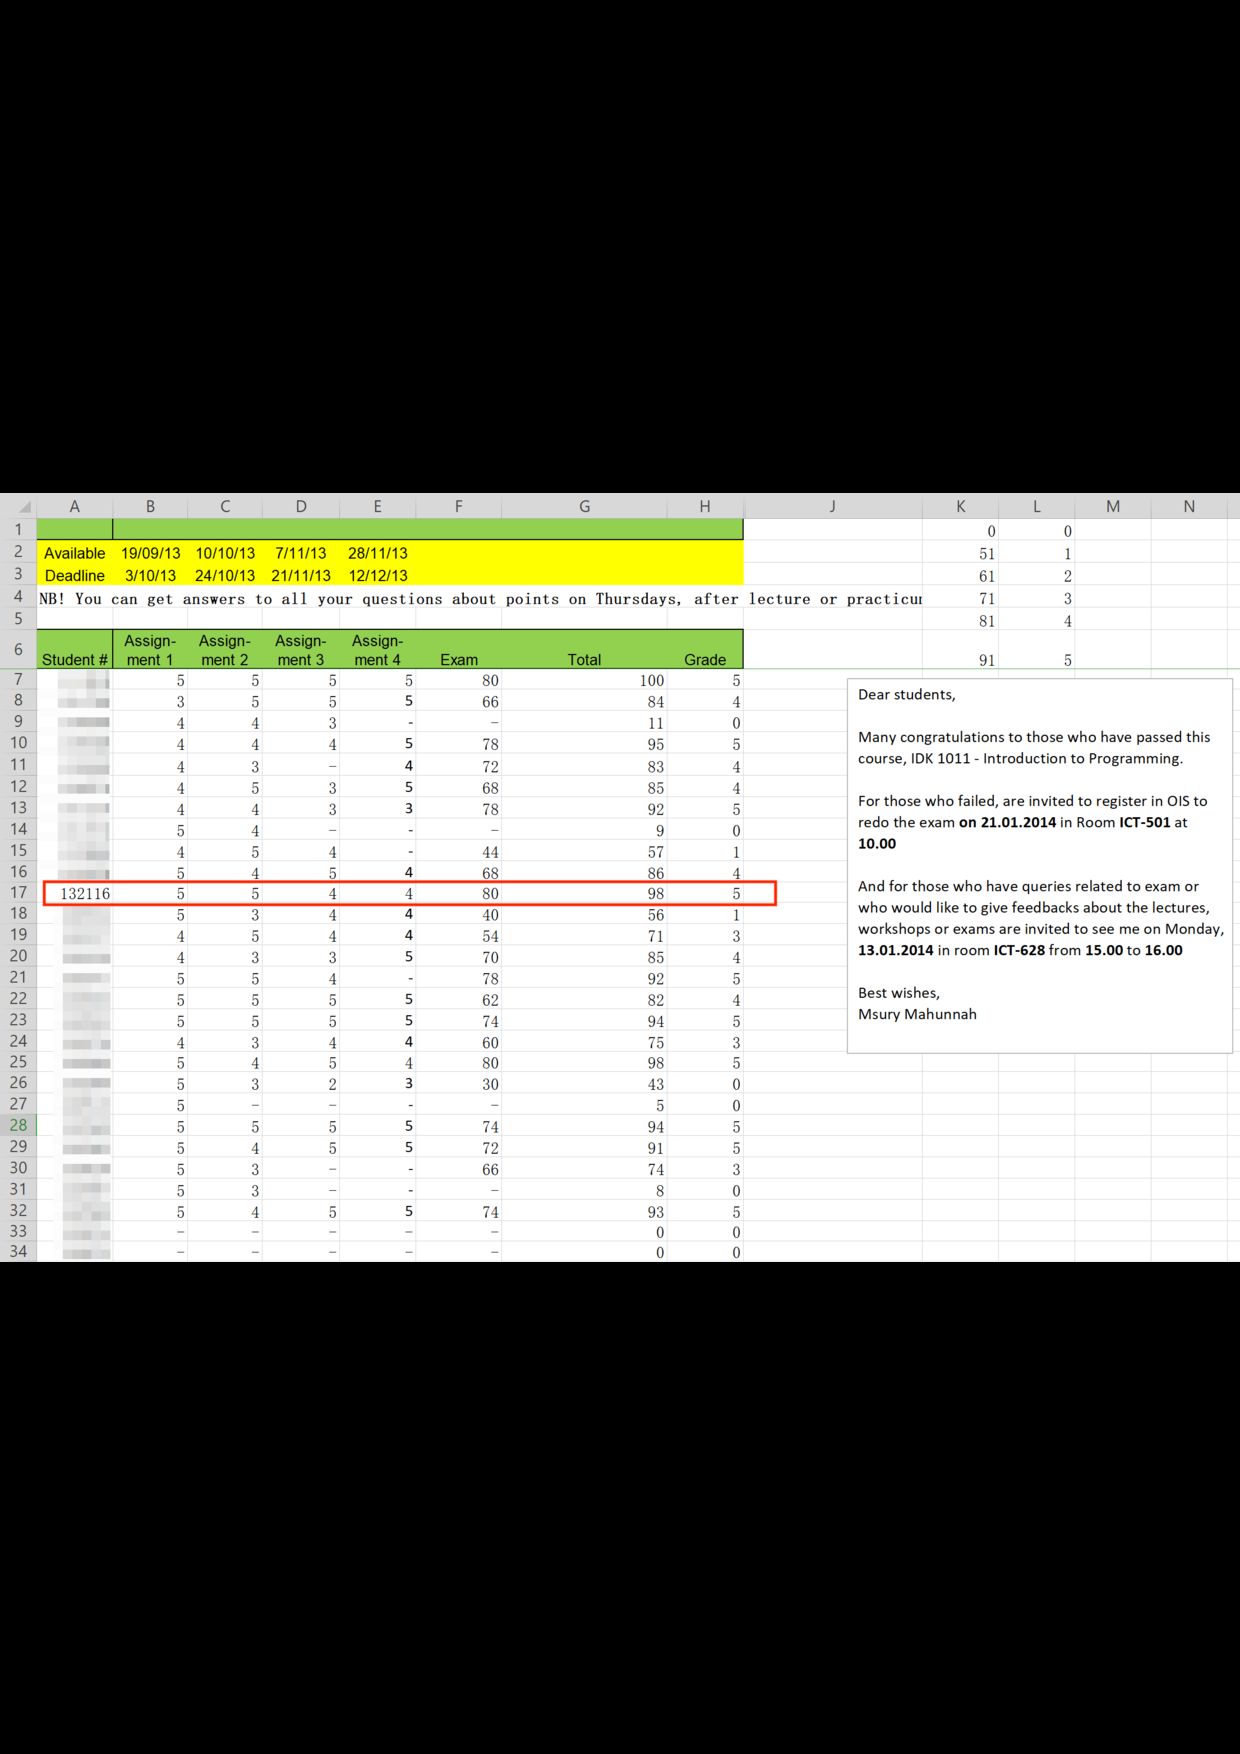 A B C D E F G H J K L M N
1 0 0
2 Available 19/09/13 10/10/13 7/11/13 28/11/13 51 1
3 Deadline 3/10/13 24/10/13 21/11/13 12/12/13 61 2
4 NB! You can get answers to all your questions about points on Thursdays, after lecture or practicum 71 3
5 81 4
Assign- Assign- Assign- Assign-
6 Student # ment 1 ment 2 ment 3 ment 4 Exam Total Grade 91 5
7 5 5 5 5 80 100 5
8 3 5 5 5 66 84 4
9 4 4 3 - - 11 0
10 4 4 4 5 78 95 5
11 4 3 - 4 72 83 4
12 4 5 3 5 68 85 4
13 4 4 3 3 78 92 5
14 5 4 - - - 9 0
15 4 5 4 - 44 57 1
16 5 4 5 4 68 86 4
17 132116 5 5 4 4 80 98 5
18 5 3 4 4 40 56 1
19 4 5 4 4 54 71 3
20 4 3 3 5 70 85 4
21 5 5 4 - 78 92 5
22 5 5 5 5 62 82 4
23 5 5 5 5 74 94 5
24 4 3 4 4 60 75 3
25 5 4 5 4 80 98 5
26 5 3 2 3 30 43 0
27 5 - - - - 5 0
28 5 5 5 5 74 94 5
29 5 4 5 5 72 91 5
30 5 3 - - 66 74 3
31 5 3 - - - 8 0
32 5 4 5 5 74 93 5
33 - - - - - 0 0
34 - - - - - 0 0
Dear students,
Many congratulations to those who have passed this
course, IDK 1011 - Introduction to Programming.
For those who failed, are invited to register in OIS to
redo the exam on 21.01.2014 in Room ICT-501 at
10.00
And for those who have queries related to exam or
who would like to give feedbacks about the lectures,
workshops or exams are invited to see me on Monday,
13.01.2014 in room ICT-628 from 15.00 to 16.00
Best wishes,
Msury Mahunnah